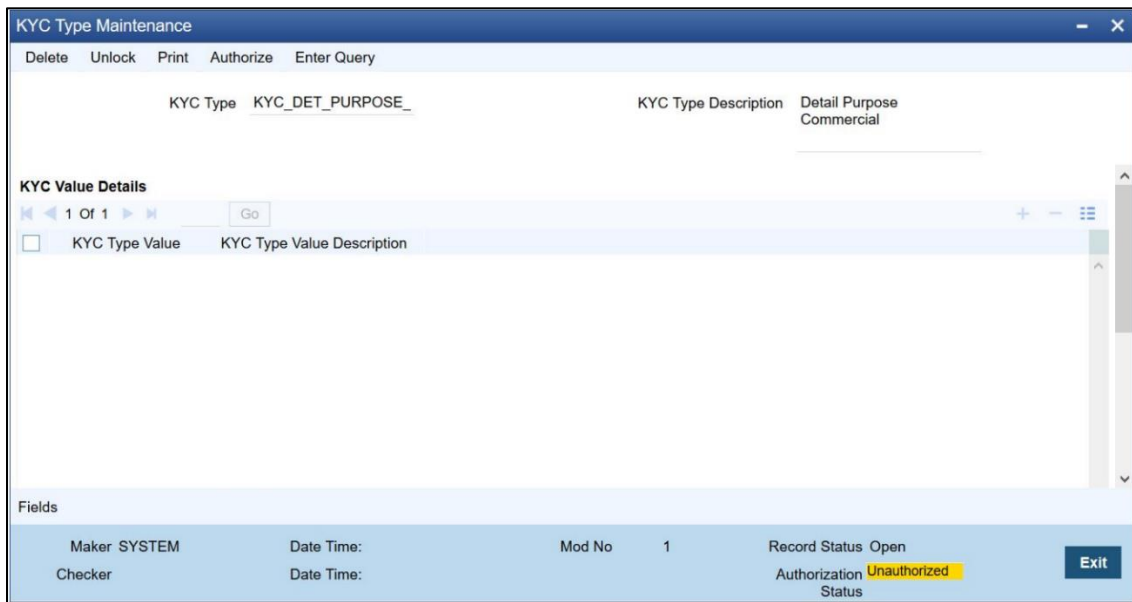 KYC Type Maintenance
Delete Unlock Print Authorize Enter Query
KYC Type KYC_DET_PURPOSE_ KYC Type Description Detail Purpose
Commercial
KYC Value Details
1 Of 1 Go
KYC Type Value KYC Type Value Description
Fields
Maker SYSTEM Date Time: Mod No 1 Record Status Open
Exit
Checker Date Time: Authorization Unauthorized
Status